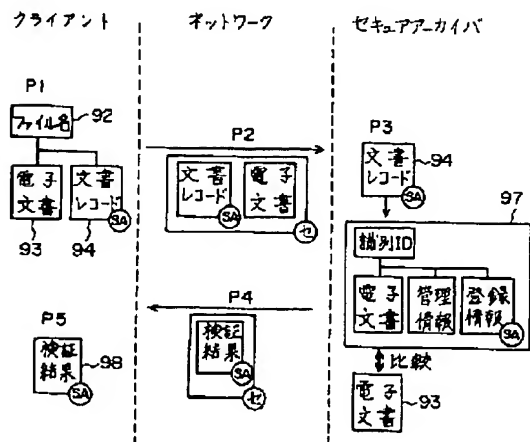 クライアント
ネットワーク
セキュアアーカイバ
P1
ファイル名
92
電子
文書
93
文書
レコード
SA
94
P2
文書
レコード
SA
電子
文書
セ
P3
文書
レコード
SA
94
97
識別ID
電子
文書
管理
情報
登録
情報
SA
比較
電子
文書
93
P4
検証
結果
SA
セ
P5
検証
結果
SA
98